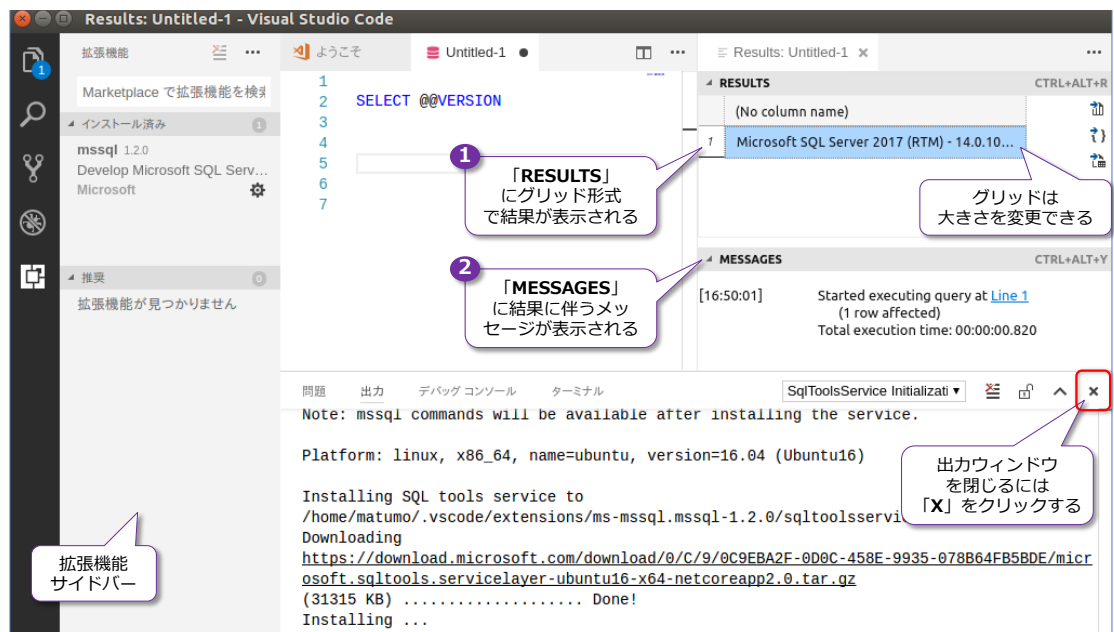 Results: Untitled-1 - Visual Studio Code
1
拡張機能
Marketplace で拡張機能を検索
インストール済み 1
mssql 1.2.0
Develop Microsoft SQL Serv...
Microsoft
推奨 0
拡張機能が見つかりません
拡張機能
サイドバー
ようこそ
Untitled-1
1
2 SELECT @@VERSION
3
4
5
6
7
1
「RESULTS」
にグリッド形式
で結果が表示される
2
「MESSAGES」
に結果に伴うメッ
セージが表示される
Results: Untitled-1
RESULTS CTRL+ALT+R
(No column name)
1 Microsoft SQL Server 2017 (RTM) - 14.0.10...
グリッドは
大きさを変更できる
MESSAGES CTRL+ALT+Y
[16:50:01] Started executing query at Line 1
(1 row affected)
Total execution time: 00:00:00.820
問題 出力 デバッグ コンソール ターミナル SqlToolsService Initializati
Note: mssql commands will be available after installing the service.
Platform: linux, x86_64, name=ubuntu, version=16.04 (Ubuntu16)
Installing SQL tools service to
/home/matumo/.vscode/extensions/ms-mssql.mssql-1.2.0/sqltoolsservi
Downloading
https://download.microsoft.com/download/0/C/9/0C9EBA2F-0D0C-458E-9935-078B64FB5BDE/micr
osoft.sqltools.servicelayer-ubuntu16-x64-netcoreapp2.0.tar.gz
(31315 KB) .................... Done!
Installing ...
出力ウィンドウ
を閉じるには
「X」をクリックする